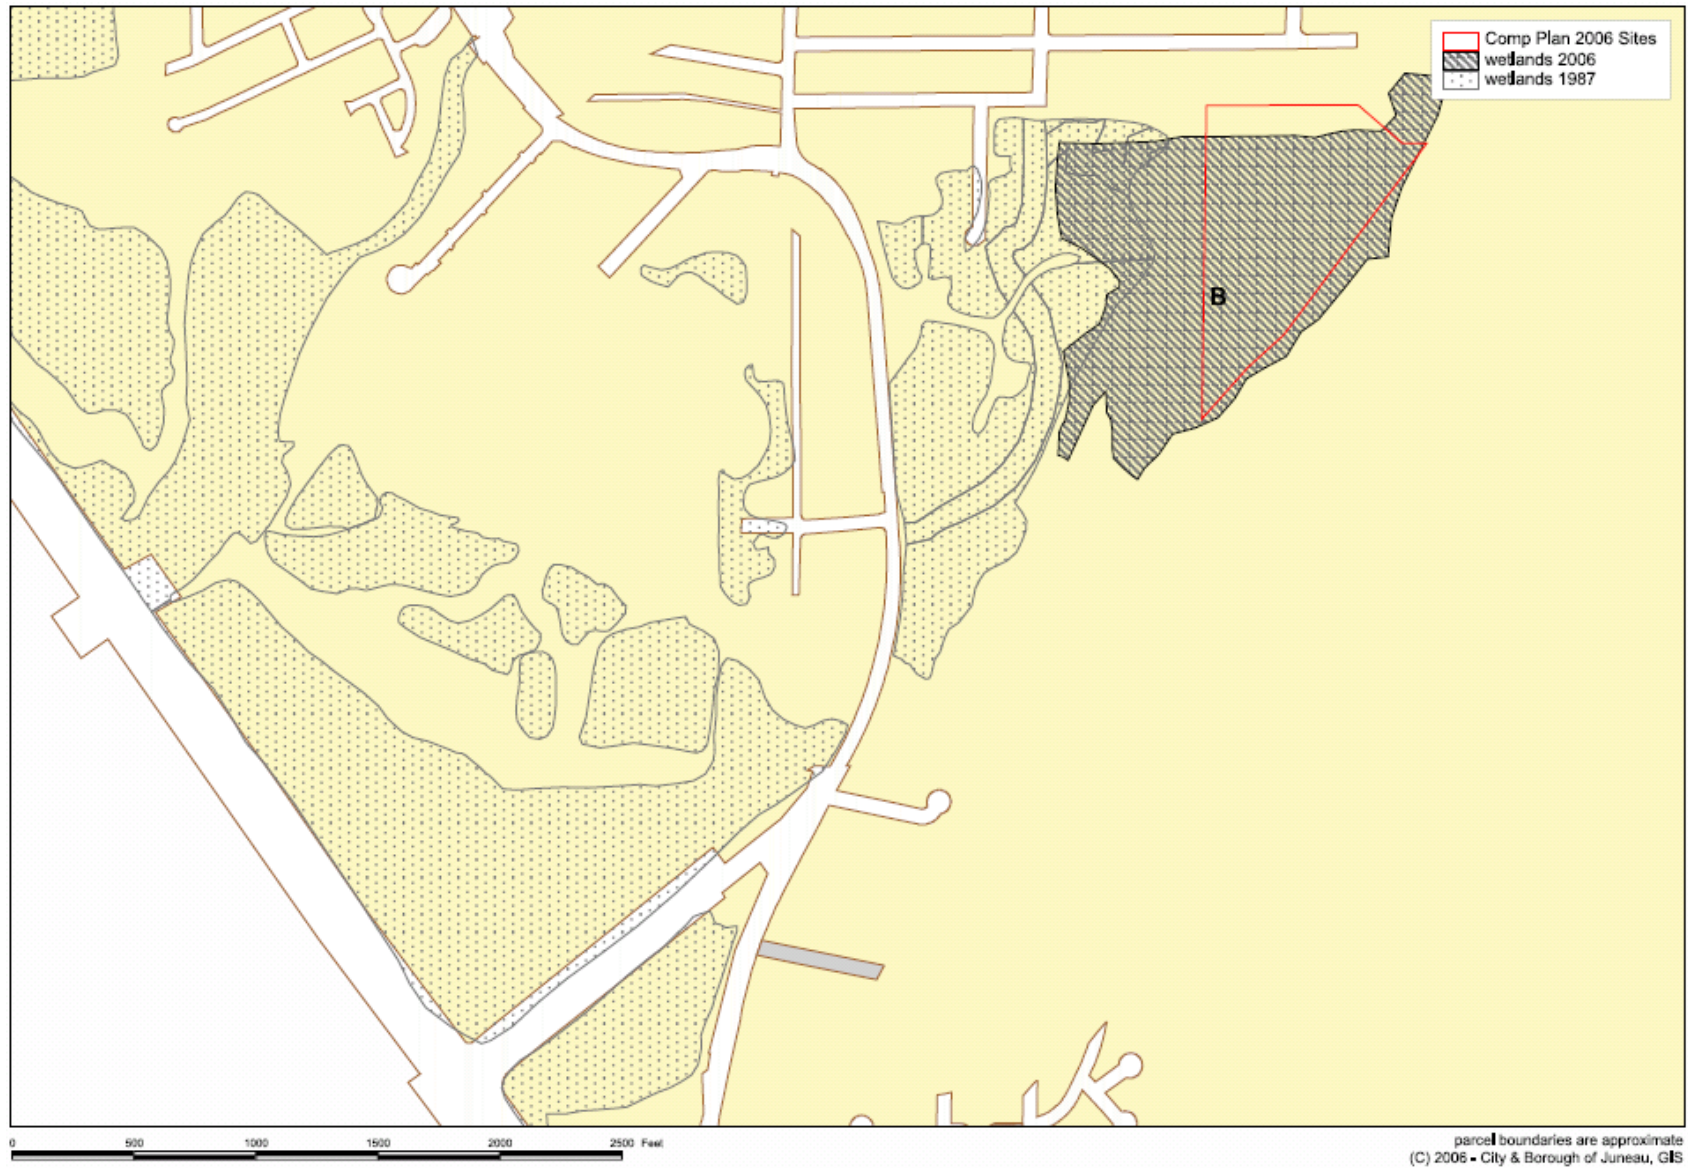 Comp Plan 2006 Sites
wetlands 2006
wetlands 1987
B
0 500 1000 1500 2000 2500 Feet
parcel boundaries are approximate
(C) 2006 - City & Borough of Juneau, GIS